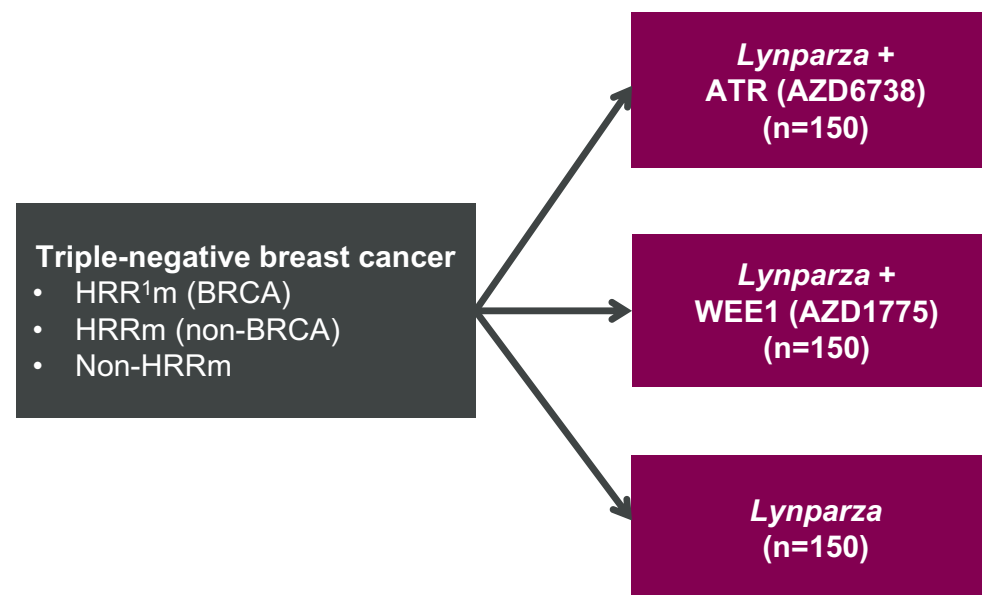 Triple-negative breast cancer
• HRR¹m (BRCA)
• HRRm (non-BRCA)
• Non-HRRm
Lynparza +
ATR (AZD6738)
(n=150)
Lynparza +
WEE1 (AZD1775)
(n=150)
Lynparza
(n=150)